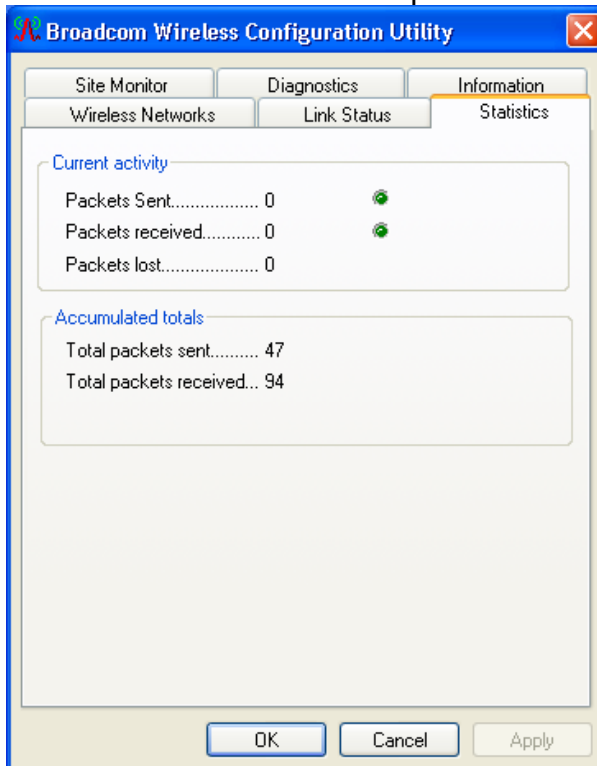 Broadcom Wireless Configuration Utility
Site Monitor Diagnostics Information
Wireless Networks Link Status Statistics
Current activity
Packets Sent.................. 0
Packets received............ 0
Packets lost.................... 0
Accumulated totals
Total packets sent.......... 47
Total packets received... 94
OK Cancel Apply